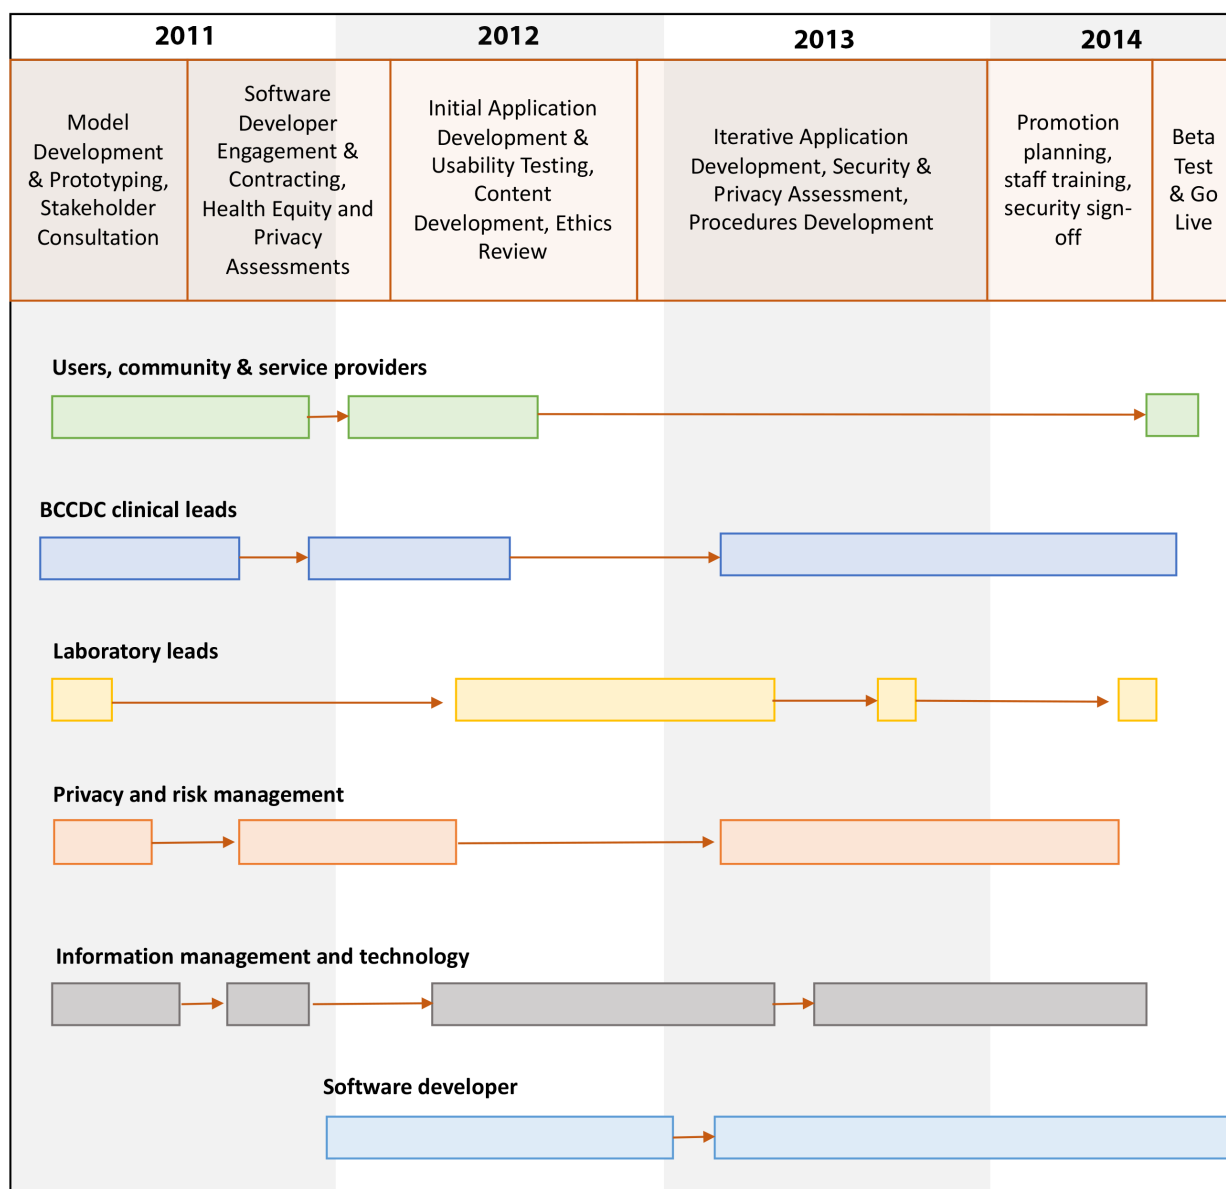 2011
2012
2013
2014
Model
Development
& Prototyping,
Stakeholder
Consultation
Software
Developer
Engagement &
Contracting,
Health Equity and
Privacy
Assessments
Initial Application
Development &
Usability Testing,
Content
Development, Ethics
Review
Iterative Application
Development, Security &
Privacy Assessment,
Procedures Development
Promotion
planning,
staff training,
security sign-
off
Beta
Test
& Go
Live
Users, community & service providers
BCCDC clinical leads
Laboratory leads
Privacy and risk management
Information management and technology
Software developer